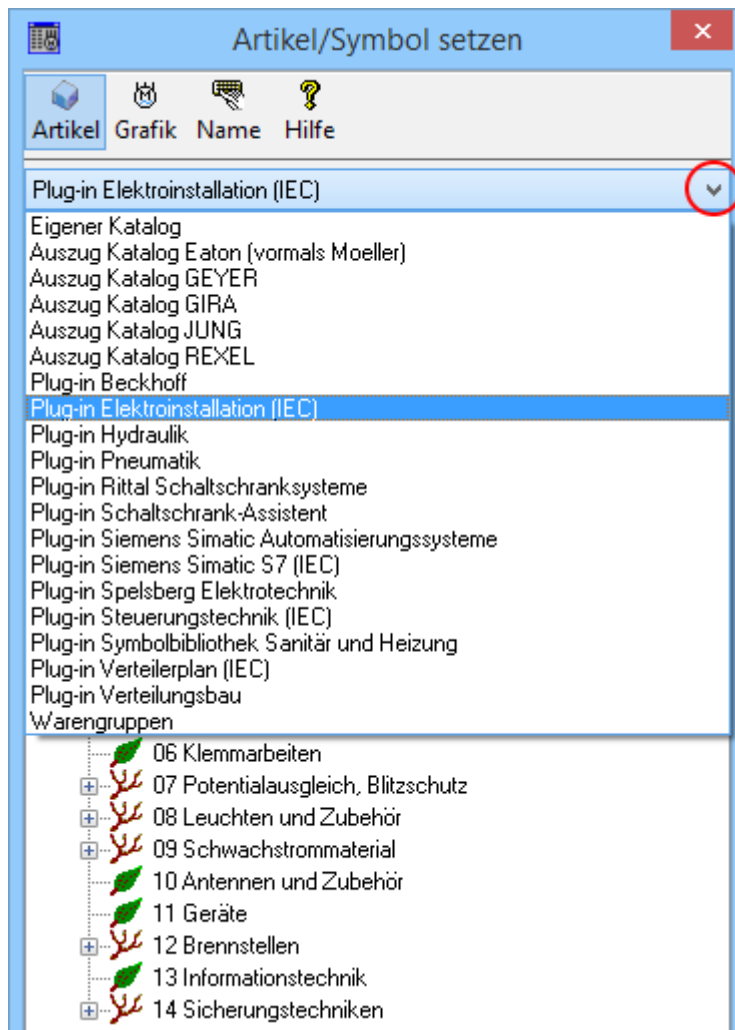 Artikel/Symbol setzen
Artikel Grafik Name Hilfe
Plug-in Elektroinstallation (IEC)
Eigener Katalog
Auszug Katalog Eaton (vormals Moeller)
Auszug Katalog GEYER
Auszug Katalog GIRA
Auszug Katalog JUNG
Auszug Katalog REXEL
Plug-in Beckhoff
Plug-in Elektroinstallation (IEC)
Plug-in Hydraulik
Plug-in Pneumatik
Plug-in Rittal Schaltschranksysteme
Plug-in Schaltschrank-Assistent
Plug-in Siemens Simatic Automatisierungssysteme
Plug-in Siemens Simatic S7 (IEC)
Plug-in Spelsberg Elektrotechnik
Plug-in Steuerungstechnik (IEC)
Plug-in Symbolbibliothek Sanitär und Heizung
Plug-in Verteilerplan (IEC)
Plug-in Verteilungsbau
Warengruppen
06 Klemmarbeiten
07 Potentialausgleich, Blitzschutz
08 Leuchten und Zubehör
09 Schwachstrommaterial
10 Antennen und Zubehör
11 Geräte
12 Brennstellen
13 Informationstechnik
14 Sicherungstechniken